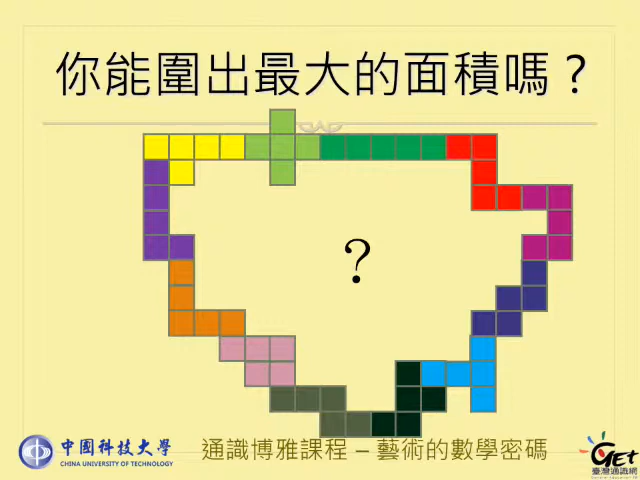 你能圍出最大的面積嗎？
?
中國科技大學
CHINA UNIVERSITY OF TECHNOLOGY
通識博雅課程 – 藝術的數學密碼
GET
臺灣通識網